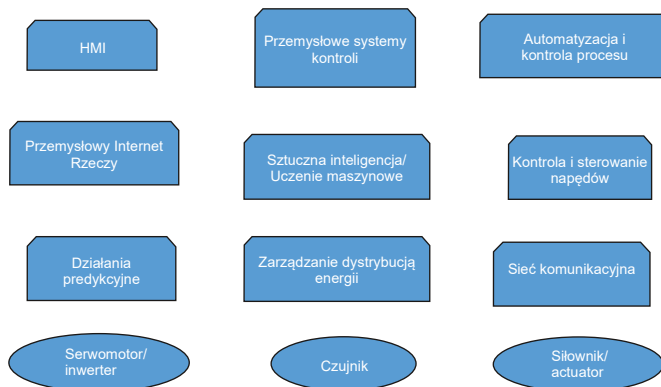 HMI
Przemysłowe systemy
kontroli
Automatyzacja i
kontrola procesu
Przemysłowy Internet
Rzeczy
Sztuczna inteligencja/
Uczenie maszynowe
Kontrola i sterowanie
napędów
Działania
predykcyjne
Zarządzanie dystrybucją
energii
Sieć komunikacyjna
Serwomotor/
inwerter
Czujnik
Siłownik/
actuator